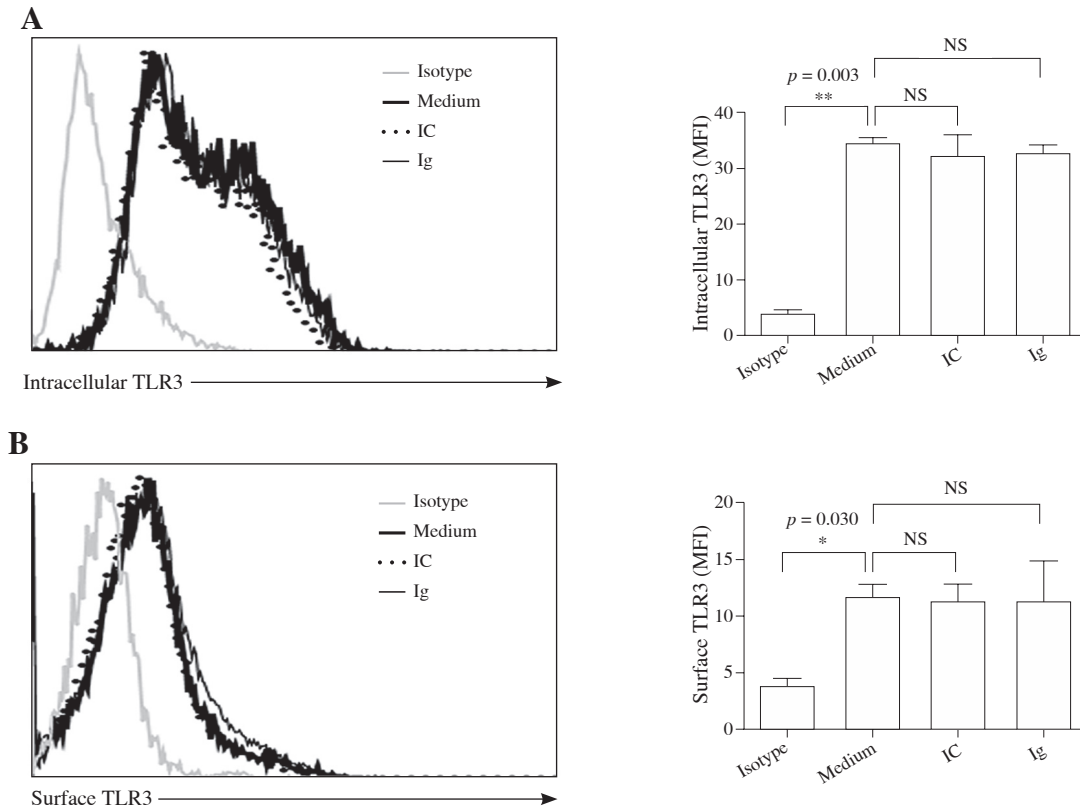 A
Isotype
Medium
IC
Ig
Intracellular TLR3
NS
p = 0.003
**
NS
Intracellular TLR3 (MFI)
40
30
20
10
0
Isotype
Medium
IC
Ig
B
Isotype
Medium
IC
Ig
Surface TLR3
NS
p = 0.030
*
NS
Surface TLR3 (MFI)
20
15
10
5
0
Isotype
Medium
IC
Ig